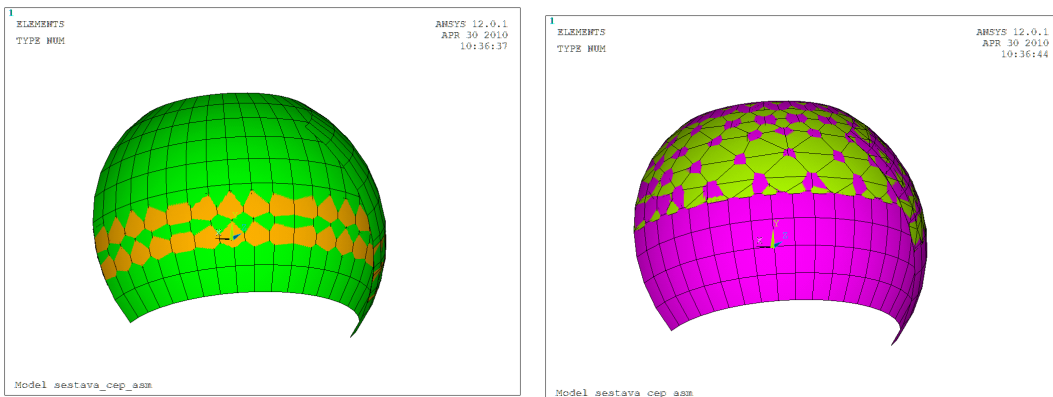 1
ELEMENTS
TYPE NUM
ANSYS 12.0.1
APR 30 2010
10:36:37
Model sestava_cep_asm
1
ELEMENTS
TYPE NUM
ANSYS 12.0.1
APR 30 2010
10:36:44
Y
X
Z
Model sestava_cep_asm